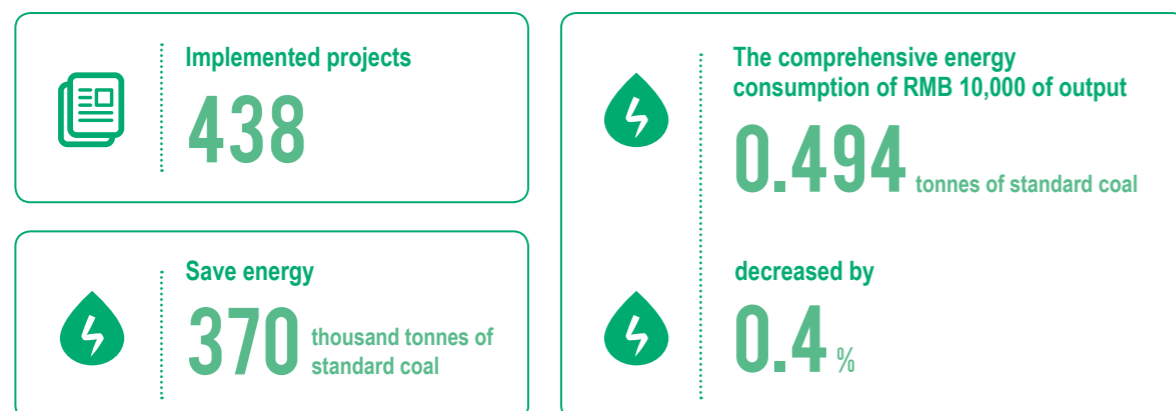 Implemented projects
438
Save energy
370 thousand tonnes of
standard coal
The comprehensive energy
consumption of RMB 10,000 of output
0.494 tonnes of standard coal
decreased by
0.4 %